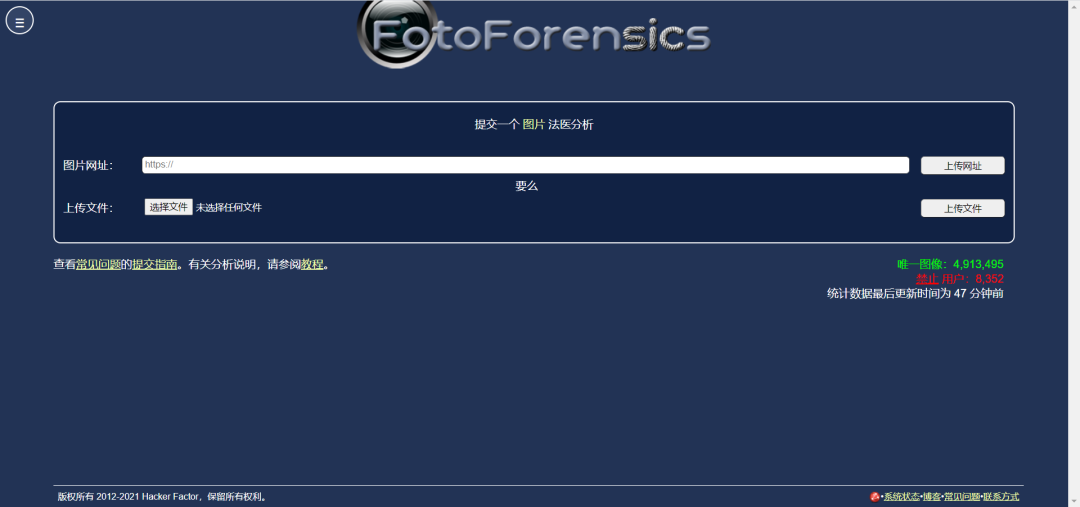 FotoForensics
提交一个 图片 法医分析
图片网址： https:// 上传网址
要么
上传文件： 选择文件 未选择任何文件 上传文件
查看常见问题的提交指南。有关分析说明，请参阅教程。
唯一图像：4,913,495
禁止 用户：8,352
统计数据最后更新时间为 47 分钟前
版权所有 2012-2021 Hacker Factor，保留所有权利。
•系统状态•博客•常见问题•联系方式